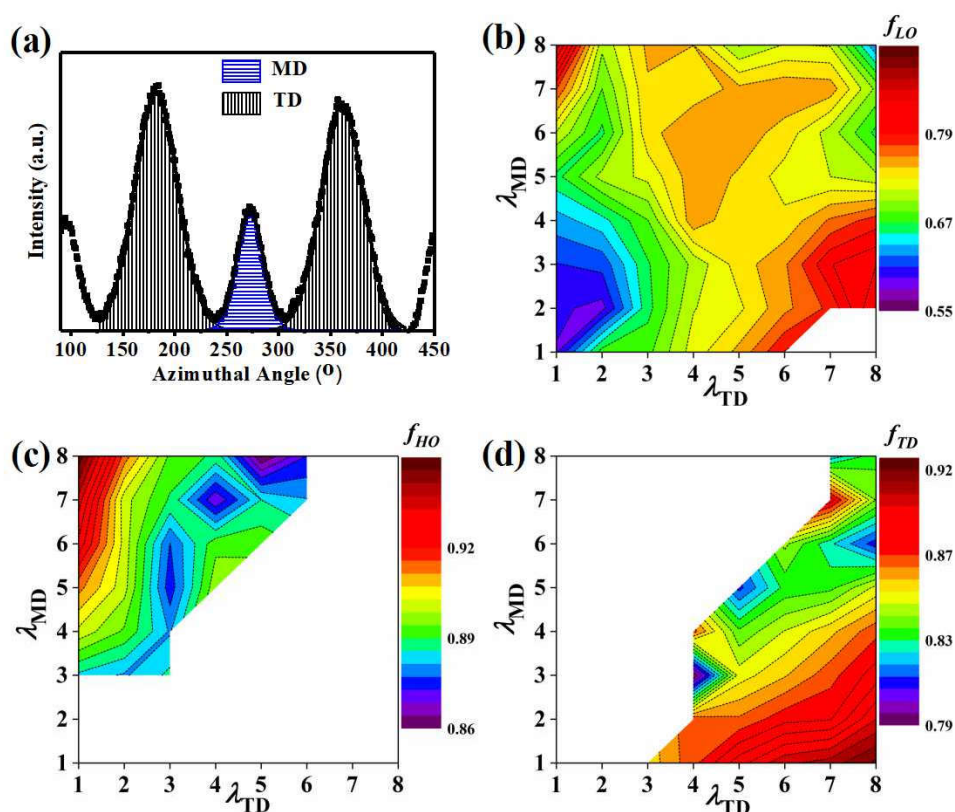 (a)
MD
TD
Intensity (a.u.)
100 150 200 250 300 350 400 450
Azimuthal Angle (º)
(b)
f_LO
8
7
6
5
4
3
2
1
λ_MD
1 2 3 4 5 6 7 8
λ_TD
0.79
0.67
0.55
(c)
f_HO
8
7
6
5
4
3
2
1
λ_MD
1 2 3 4 5 6 7 8
λ_TD
0.92
0.89
0.86
(d)
f_TD
8
7
6
5
4
3
2
1
λ_MD
1 2 3 4 5 6 7 8
λ_TD
0.92
0.87
0.83
0.79